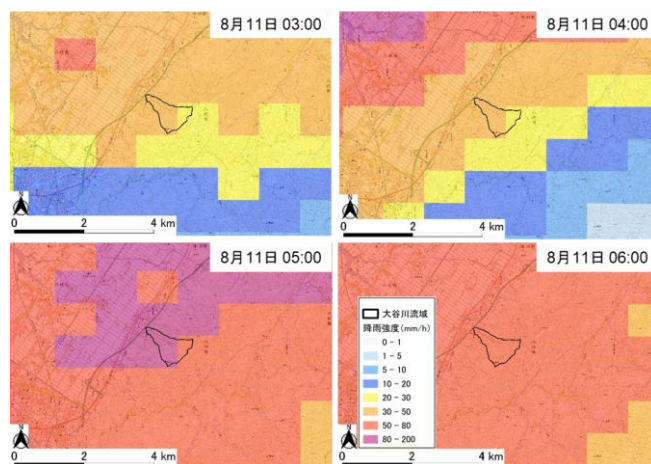 8月11日 03:00
8月11日 04:00
0 2 4 km
0 2 4 km
8月11日 05:00
8月11日 06:00
大谷川流域
降雨強度(mm/h)
0 - 1
1 - 5
5 - 10
10 - 20
20 - 30
30 - 50
50 - 80
80 - 200
0 2 4 km
0 2 4 km